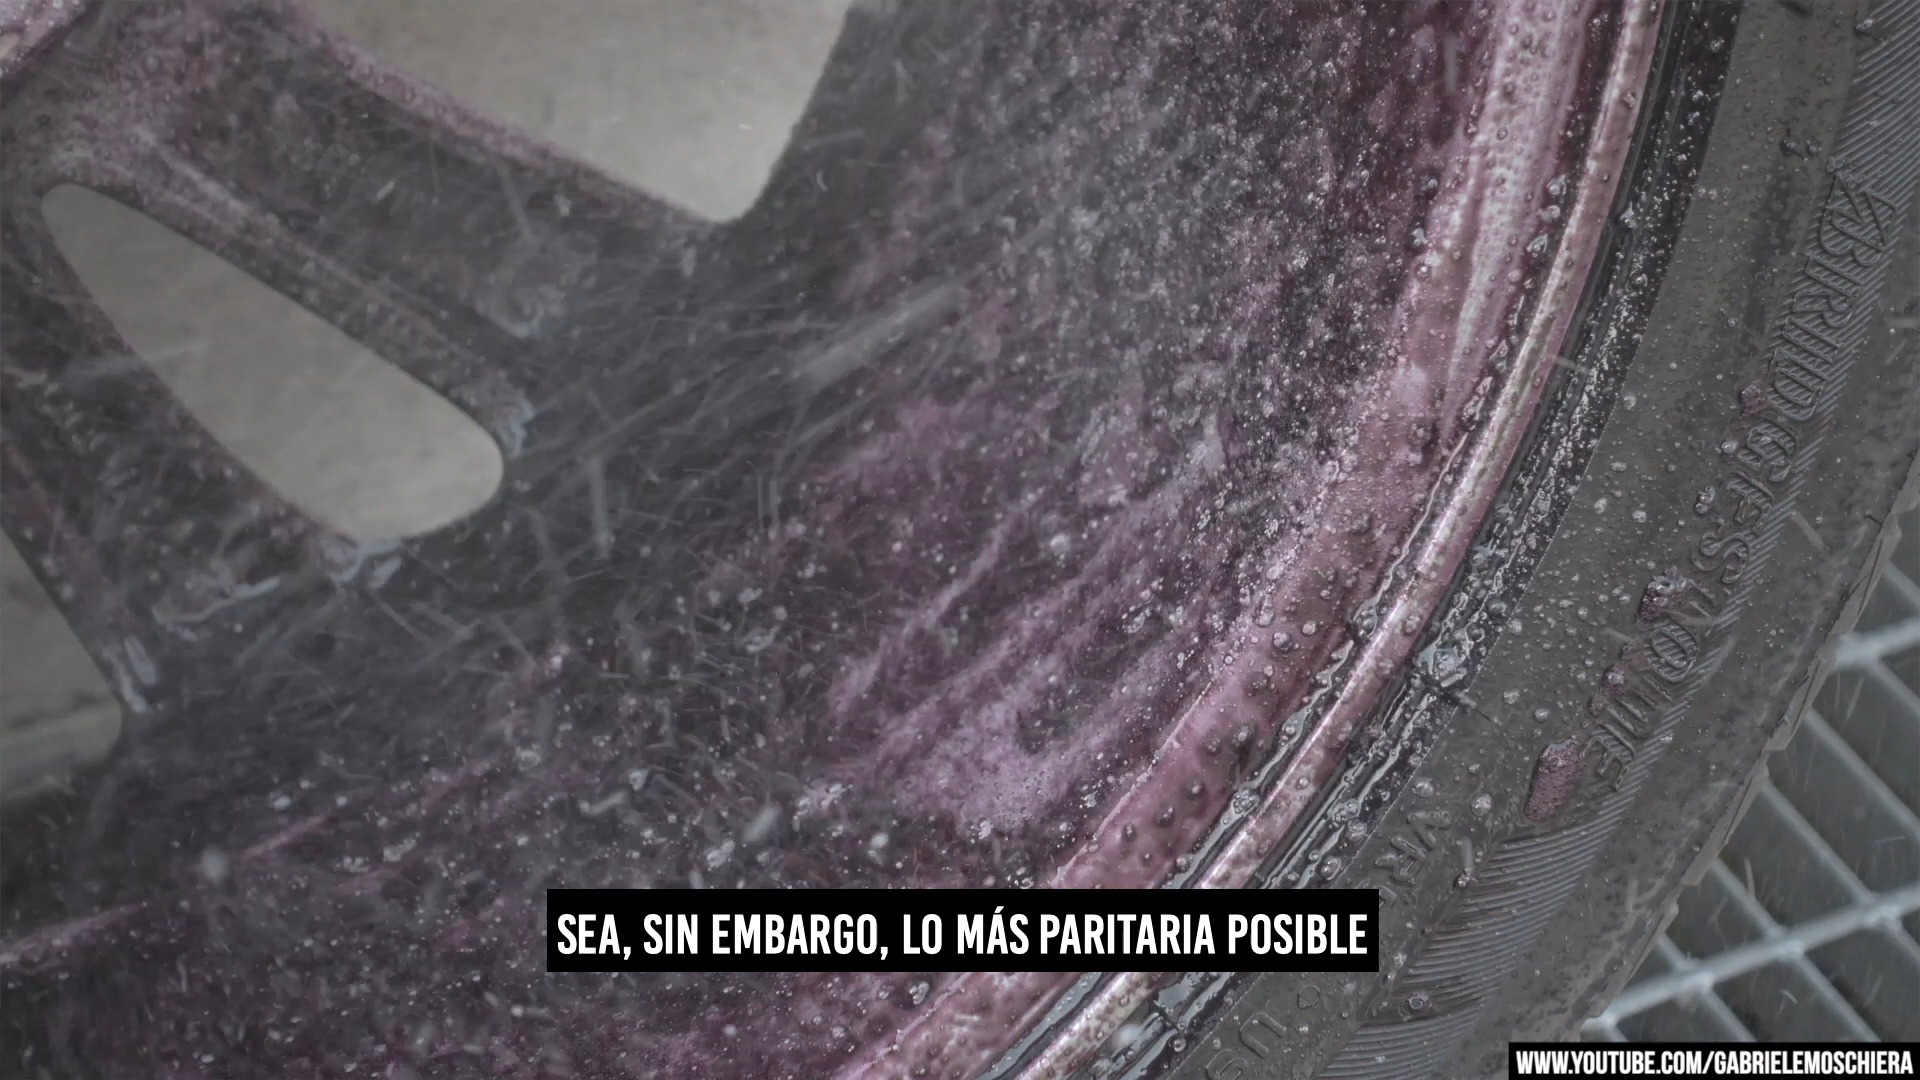 BRIDGESTONE
SEA, SIN EMBARGO, LO MÁS PARITARIA POSIBLE
WWW.YOUTUBE.COM/GABRIELEMOSCHIERA